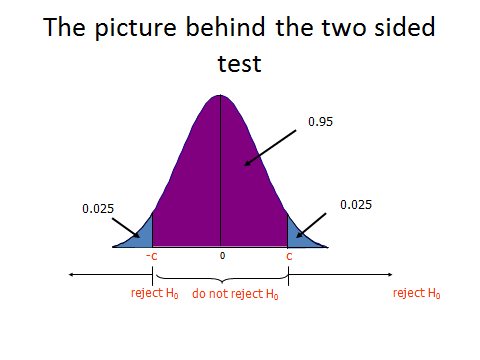 The picture behind the two sided
test
0.95
0.025
0.025
-C
0
C
reject H₀
do not reject H₀
reject H₀